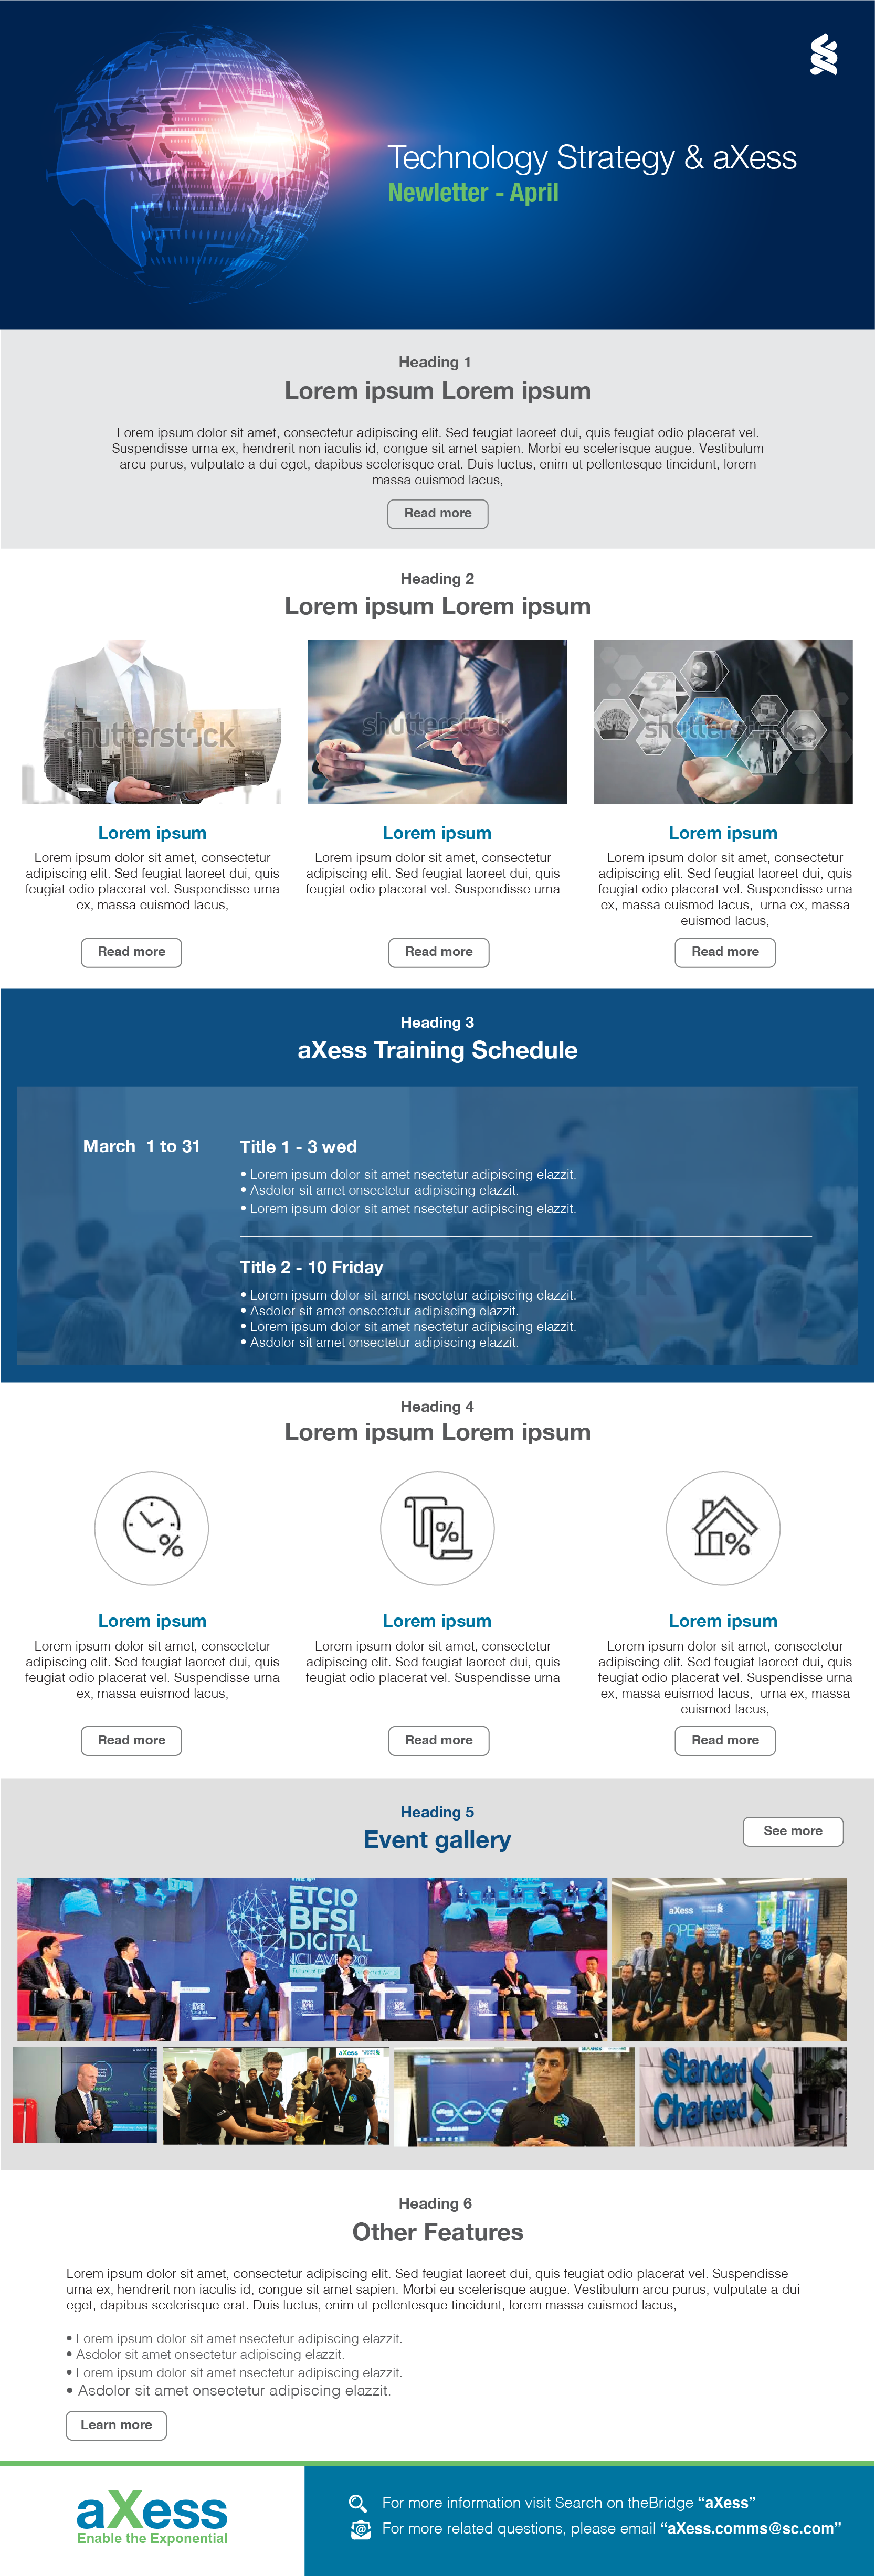 Technology Strategy & aXess
Newletter - April
Heading 1
Lorem ipsum Lorem ipsum
Lorem ipsum dolor sit amet, consectetur adipiscing elit. Sed feugiat laoreet dui, quis feugiat odio placerat vel.
Suspendisse urna ex, hendrerit non iaculis id, congue sit amet sapien. Morbi eu scelerisque augue. Vestibulum
arcu purus, vulputate a dui eget, dapibus scelerisque erat. Duis luctus, enim ut pellentesque tincidunt, lorem
massa euismod lacus,
Read more
Heading 2
Lorem ipsum Lorem ipsum
shutterstock
shutterstock
shutterstock
Lorem ipsum
Lorem ipsum dolor sit amet, consectetur
adipiscing elit. Sed feugiat laoreet dui, quis
feugiat odio placerat vel. Suspendisse urna
ex, massa euismod lacus,
Read more
Lorem ipsum
Lorem ipsum dolor sit amet, consectetur
adipiscing elit. Sed feugiat laoreet dui, quis
feugiat odio placerat vel. Suspendisse urna
Read more
Lorem ipsum
Lorem ipsum dolor sit amet, consectetur
adipiscing elit. Sed feugiat laoreet dui, quis
feugiat odio placerat vel. Suspendisse urna
ex, massa euismod lacus,  urna ex, massa
euismod lacus,
Read more
Heading 3
aXess Training Schedule
March  1 to 31
Title 1 - 3 wed
• Lorem ipsum dolor sit amet nsectetur adipiscing elazzit.
• Asdolor sit amet onsectetur adipiscing elazzit.
• Lorem ipsum dolor sit amet nsectetur adipiscing elazzit.
shutterstock
Title 2 - 10 Friday
• Lorem ipsum dolor sit amet nsectetur adipiscing elazzit.
• Asdolor sit amet onsectetur adipiscing elazzit.
• Lorem ipsum dolor sit amet nsectetur adipiscing elazzit.
• Asdolor sit amet onsectetur adipiscing elazzit.
Heading 4
Lorem ipsum Lorem ipsum
%
%
%
Lorem ipsum
Lorem ipsum dolor sit amet, consectetur
adipiscing elit. Sed feugiat laoreet dui, quis
feugiat odio placerat vel. Suspendisse urna
ex, massa euismod lacus,
Read more
Lorem ipsum
Lorem ipsum dolor sit amet, consectetur
adipiscing elit. Sed feugiat laoreet dui, quis
feugiat odio placerat vel. Suspendisse urna
Read more
Lorem ipsum
Lorem ipsum dolor sit amet, consectetur
adipiscing elit. Sed feugiat laoreet dui, quis
feugiat odio placerat vel. Suspendisse urna
ex, massa euismod lacus,  urna ex, massa
euismod lacus,
Read more
Heading 5
Event gallery
See more
ETCIO
BFSI
DIGITAL
aXess
aXess
Standard
Chartered
Heading 6
Other Features
Lorem ipsum dolor sit amet, consectetur adipiscing elit. Sed feugiat laoreet dui, quis feugiat odio placerat vel. Suspendisse
urna ex, hendrerit non iaculis id, congue sit amet sapien. Morbi eu scelerisque augue. Vestibulum arcu purus, vulputate a dui
eget, dapibus scelerisque erat. Duis luctus, enim ut pellentesque tincidunt, lorem massa euismod lacus,
• Lorem ipsum dolor sit amet nsectetur adipiscing elazzit.
• Asdolor sit amet onsectetur adipiscing elazzit.
• Lorem ipsum dolor sit amet nsectetur adipiscing elazzit.
• Asdolor sit amet onsectetur adipiscing elazzit.
Learn more
aXess
Enable the Exponential
For more information visit Search on theBridge “aXess”
@ For more related questions, please email “aXess.comms@sc.com”